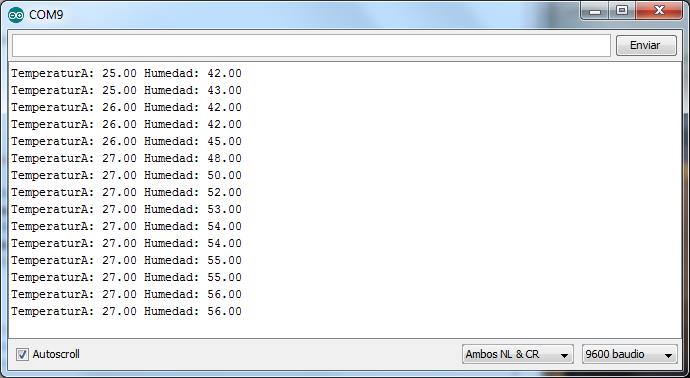 COM9
Enviar
TemperaturA: 25.00 Humedad: 42.00
TemperaturA: 25.00 Humedad: 43.00
TemperaturA: 26.00 Humedad: 42.00
TemperaturA: 26.00 Humedad: 42.00
TemperaturA: 26.00 Humedad: 45.00
TemperaturA: 27.00 Humedad: 48.00
TemperaturA: 27.00 Humedad: 50.00
TemperaturA: 27.00 Humedad: 52.00
TemperaturA: 27.00 Humedad: 53.00
TemperaturA: 27.00 Humedad: 54.00
TemperaturA: 27.00 Humedad: 54.00
TemperaturA: 27.00 Humedad: 55.00
TemperaturA: 27.00 Humedad: 55.00
TemperaturA: 27.00 Humedad: 56.00
TemperaturA: 27.00 Humedad: 56.00
Autoscroll Ambos NL & CR 9600 baudio